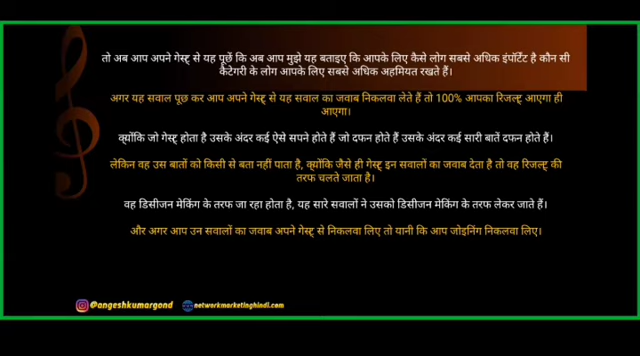 तो अब आप अपने गेस्ट् से यह पूछें कि अब आप मुझे यह बताइए कि आपके लिए कैसे लोग सबसे अधिक इंपॉर्टेंट है कौन सी
कैटेगरी के लोग आपके लिए सबसे अधिक अहमियत रखते हैं।
अगर यह सवाल पूछ कर आप अपने गेस्ट् से यह सवाल का जवाब निकलवा लेते हैं तो 100% आपका रिजल्ट् आएगा ही
आएगा।
क्योंकि जो गेस्ट् होता है उसके अंदर कई ऐसे सपने होते हैं जो दफन होते हैं उसके अंदर कई सारी बातें दफन होते हैं।
लेकिन वह उस बातों को किसी से बता नहीं पाता है, क्योंकि जैसे ही गेस्ट् इन सवालों का जवाब देता है तो वह रिजल्ट् की
तरफ चलते जाता है।
वह डिसीजन मेकिंग के तरफ जा रहा होता है, यह सारे सवालों ने उसको डिसीजन मेकिंग के तरफ लेकर जाते हैं।
और अगर आप उन सवालों का जवाब अपने गेस्ट् से निकलवा लिए तो यानी कि आप जोइनिंग निकलवा लिए।
@angeshkumargond networkmarketinghindi.com